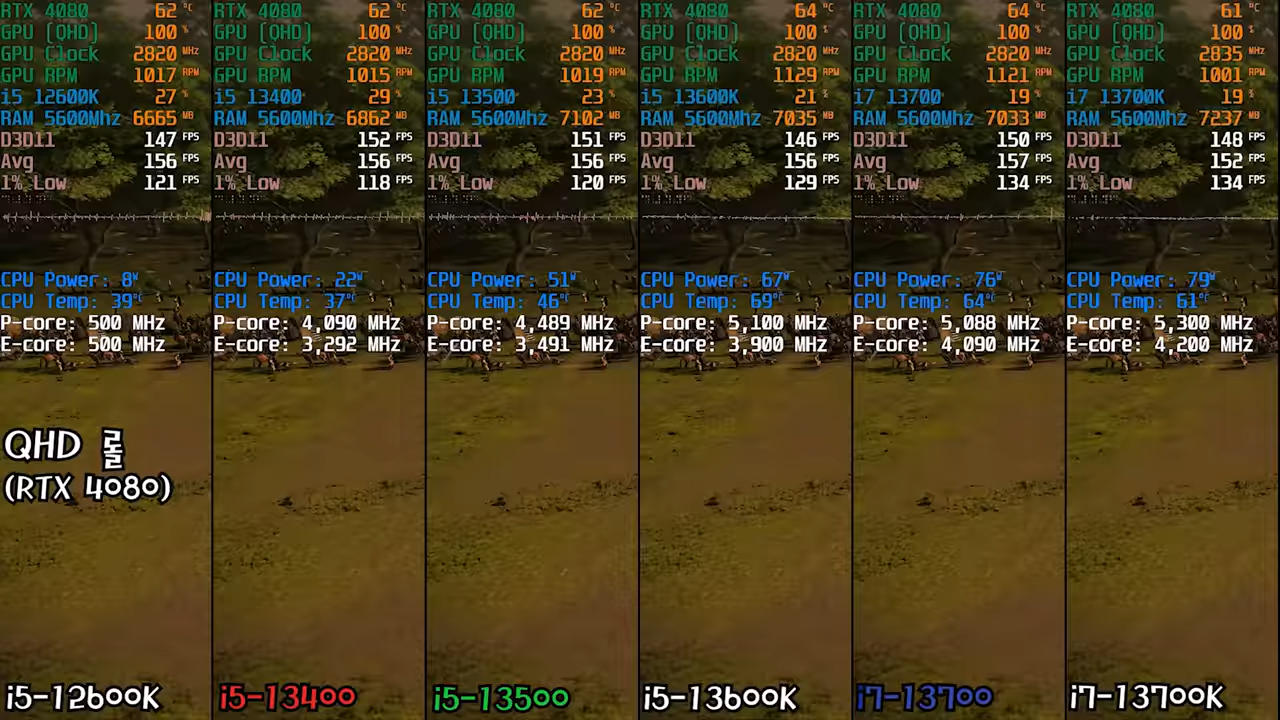 RTX 4080 62 °C
GPU (QHD) 100 %
GPU Clock 2820 MHz
GPU RPM 1017 RPM
i5 12600K 27 %
RAM 5600Mhz 6665 MB
D3D11 147 FPS
Avg 156 FPS
1% Low 121 FPS
CPU Power: 8W
CPU Temp: 39°C
P-core: 500 MHz
E-core: 500 MHz
QHD 롤
(RTX 4080)
i5-12600K
RTX 4080 62 °C
GPU (QHD) 100 %
GPU Clock 2820 MHz
GPU RPM 1015 RPM
i5 13400 29 %
RAM 5600Mhz 6862 MB
D3D11 152 FPS
Avg 156 FPS
1% Low 118 FPS
CPU Power: 22W
CPU Temp: 37°C
P-core: 4,090 MHz
E-core: 3,292 MHz
i5-13400
RTX 4080 62 °C
GPU (QHD) 100 %
GPU Clock 2820 MHz
GPU RPM 1019 RPM
i5 13500 23 %
RAM 5600Mhz 7102 MB
D3D11 151 FPS
Avg 156 FPS
1% Low 120 FPS
CPU Power: 51W
CPU Temp: 46°C
P-core: 4,489 MHz
E-core: 3,491 MHz
i5-13500
RTX 4080 64 °C
GPU (QHD) 100 %
GPU Clock 2820 MHz
GPU RPM 1129 RPM
i5 13600K 21 %
RAM 5600Mhz 7035 MB
D3D11 146 FPS
Avg 156 FPS
1% Low 129 FPS
CPU Power: 67W
CPU Temp: 69°C
P-core: 5,100 MHz
E-core: 3,900 MHz
i5-13600K
RTX 4080 64 °C
GPU (QHD) 100 %
GPU Clock 2820 MHz
GPU RPM 1121 RPM
i7 13700 19 %
RAM 5600Mhz 7033 MB
D3D11 150 FPS
Avg 157 FPS
1% Low 134 FPS
CPU Power: 76W
CPU Temp: 64°C
P-core: 5,088 MHz
E-core: 4,090 MHz
i7-13700
RTX 4080 61 °C
GPU (QHD) 100 %
GPU Clock 2835 MHz
GPU RPM 1001 RPM
i7 13700K 19 %
RAM 5600Mhz 7237 MB
D3D11 148 FPS
Avg 152 FPS
1% Low 134 FPS
CPU Power: 79W
CPU Temp: 61°C
P-core: 5,300 MHz
E-core: 4,200 MHz
i7-13700K